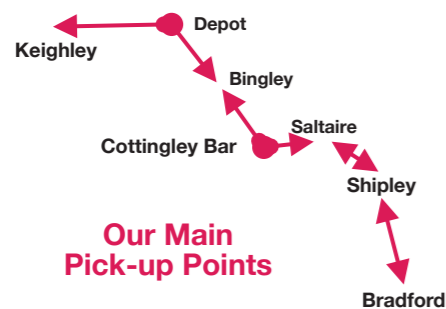 Depot
Keighley
Bingley
Saltaire
Cottingley Bar
Shipley
Our Main
Pick-up Points
Bradford